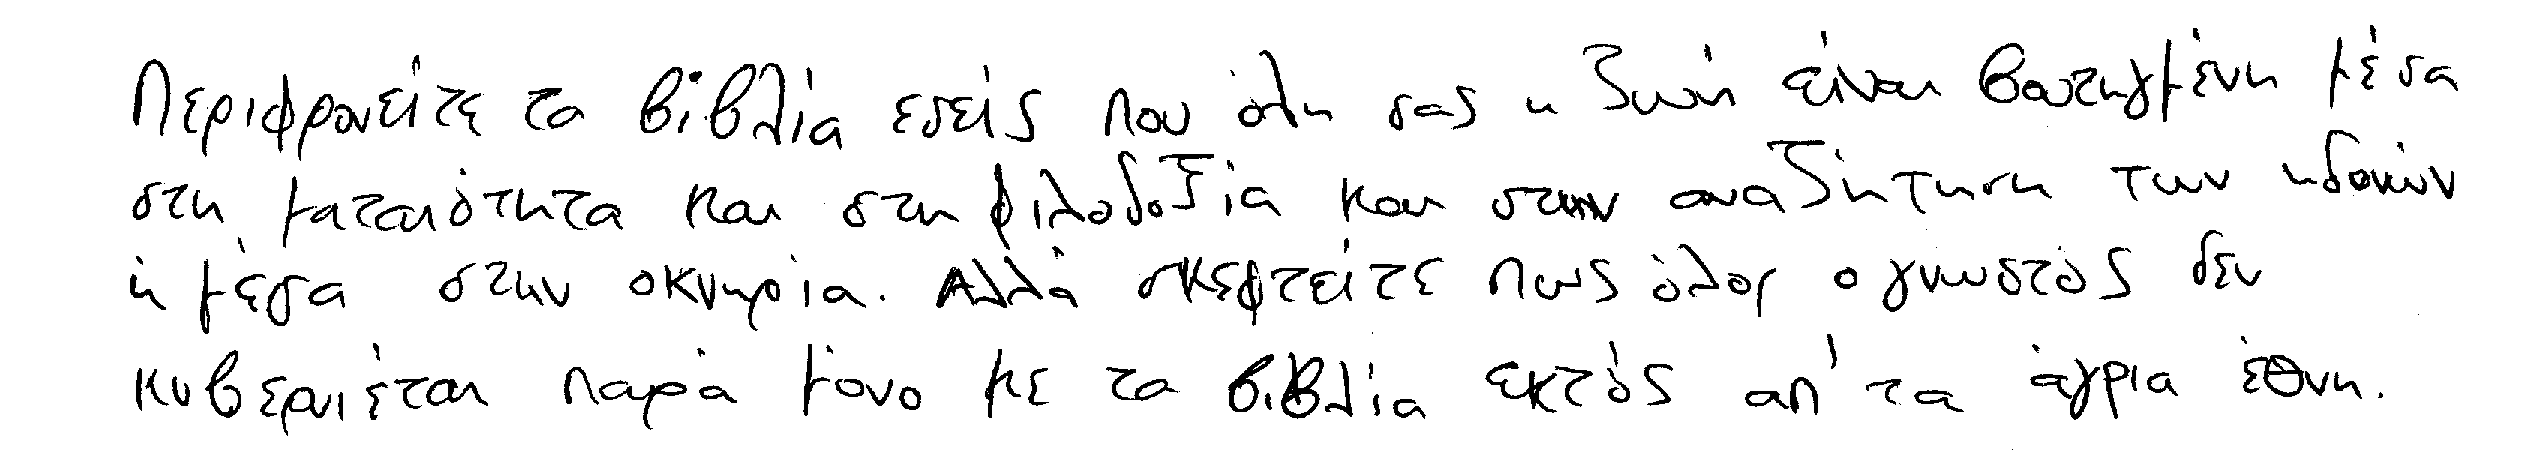 Περιφρονείτε τα βιβλία εσείς που όλη σας η ζωή είναι βουτηγμένη μέσα
στη ματαιότητα και στη φιλοδοξία και στην αναζήτηση των ηδονών
ή μέσα στην οκνηρία. Αλλά σκεφτείτε πως όλος ο γνωστός δεν
κυβερνιέται παρά μόνο με τα βιβλία εκτός απ' τα άγρια έθνη.